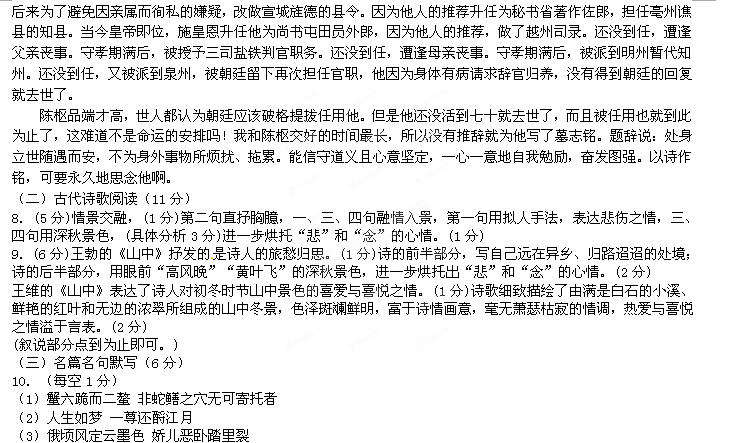 后来为了避免因亲属而徇私的嫌疑，改做宣城旌德的县令。因为他人的推荐升任为秘书省著作佐郎，担任亳州谯
县的知县。当今皇帝即位，施皇恩升任他为尚书屯田员外郎，因为他人的推荐，做了越州司录。还没到任，遭逢
父亲丧事。守孝期满后，被授予三司盐铁判官职务。还没到任，遭逢母亲丧事。守孝期满后，被派到明州暂代知
州。还没到任，又被派到泉州，被朝廷留下再次担任官职，他因为身体有病请求辞官归养，没有得到朝廷的回复
就去世了。
陈枢品端才高，世人都认为朝廷应该破格提拔任用他。但是他还没活到七十就去世了，而且被任用也就到此
为止了，这难道不是命运的安排吗！我和陈枢交好的时间最长，所以没有推辞就为他写了墓志铭。题辞说：处身
立世随遇而安，不为身外事物所烦扰、拖累。能信守道义且心意坚定，一心一意地自我勉励，奋发图强。以诗作
铭，可要永久地思念他啊。
（二）古代诗歌阅读（11 分）
8．(5 分)情景交融，(1 分)第二句直抒胸臆，一、三、四句融情入景，第一句用拟人手法，表达悲伤之情，三、
四句用深秋景色，(具体分析 3 分)进一步烘托“悲”和“念”的心情。(1 分)
9．(6 分)王勃的《山中》抒发的是诗人的旅愁归思。(1 分)诗的前半部分，写自己远在异乡、归路迢迢的处境；
诗的后半部分，用眼前“高风晚”“黄叶飞”的深秋景色，进一步烘托出“悲”和“念”的心情。(2 分)
王维的《山中》表达了诗人对初冬时节山中景色的喜爱与喜悦之情。(1 分)诗歌细致描绘了由满是白石的小溪、
鲜艳的红叶和无边的浓翠所组成的山中冬景，色泽斑斓鲜明，富于诗情画意，毫无萧瑟枯寂的情调，热爱与喜悦
之情溢于言表。(2 分)
(叙说部分点到为止即可。)
（三）名篇名句默写（6 分）
10．（每空 1 分）
（1）蟹六跪而二螯 非蛇鳝之穴无可寄托者
（2）人生如梦 一尊还酹江月
（3）俄顷风定云墨色 娇儿恶卧踏里裂